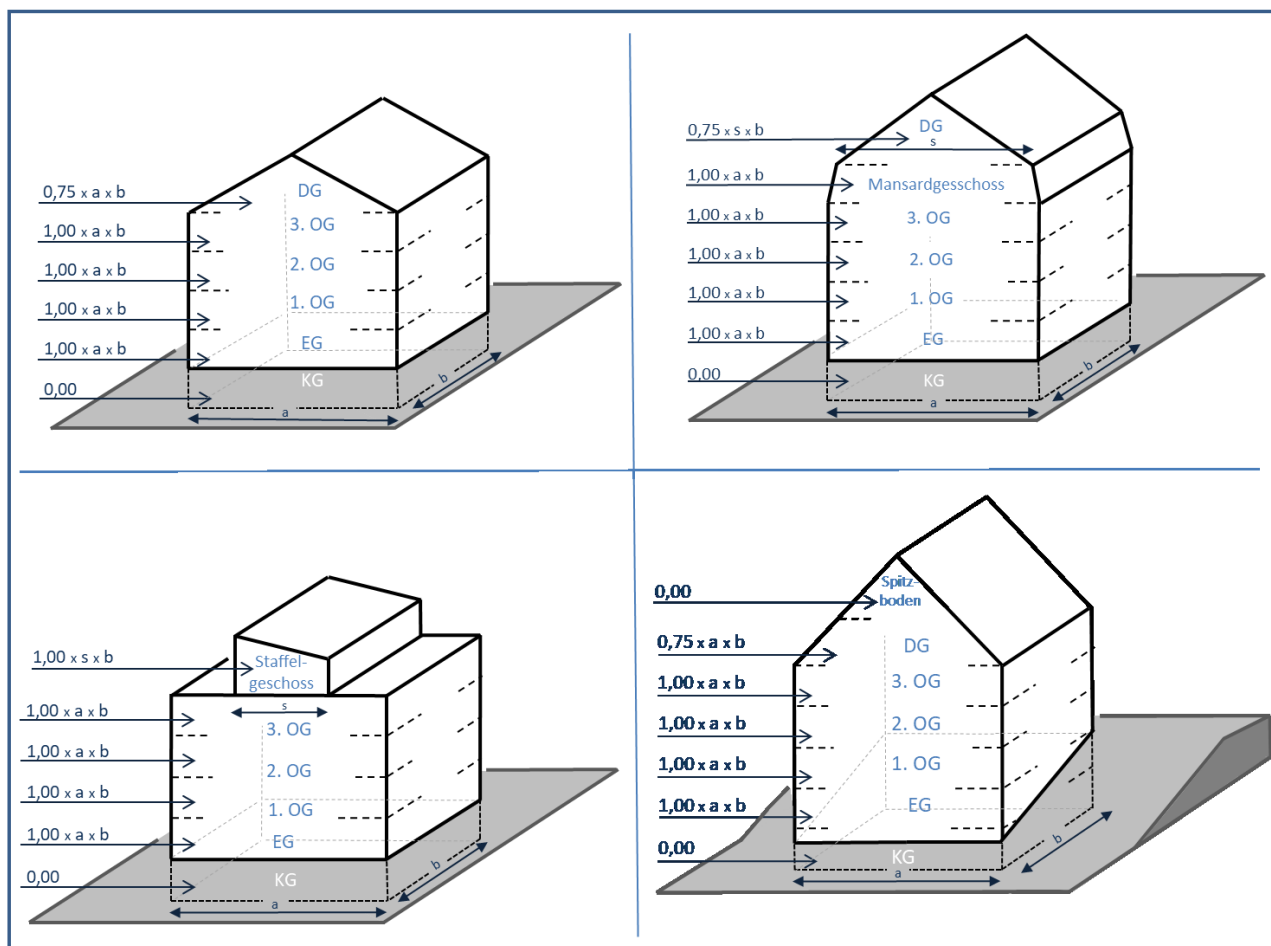 DG
0,75 x a x b
3. OG
1,00 x a x b
2. OG
1,00 x a x b
1. OG
1,00 x a x b
EG
1,00 x a x b
KG
0,00
b
a
DG
0,75 x s x b
s
1,00 x a x b
Mansardgesschoss
1,00 x a x b
3. OG
1,00 x a x b
2. OG
1,00 x a x b
1. OG
1,00 x a x b
EG
0,00
KG
b
a
1,00 x s x b
Staffel-
geschoss
s
1,00 x a x b
3. OG
1,00 x a x b
2. OG
1,00 x a x b
1. OG
1,00 x a x b
EG
0,00
KG
b
a
Spitz-
boden
0,00
0,75 x a x b
DG
1,00 x a x b
3. OG
1,00 x a x b
2. OG
1,00 x a x b
1. OG
1,00 x a x b
EG
0,00
KG
b
a